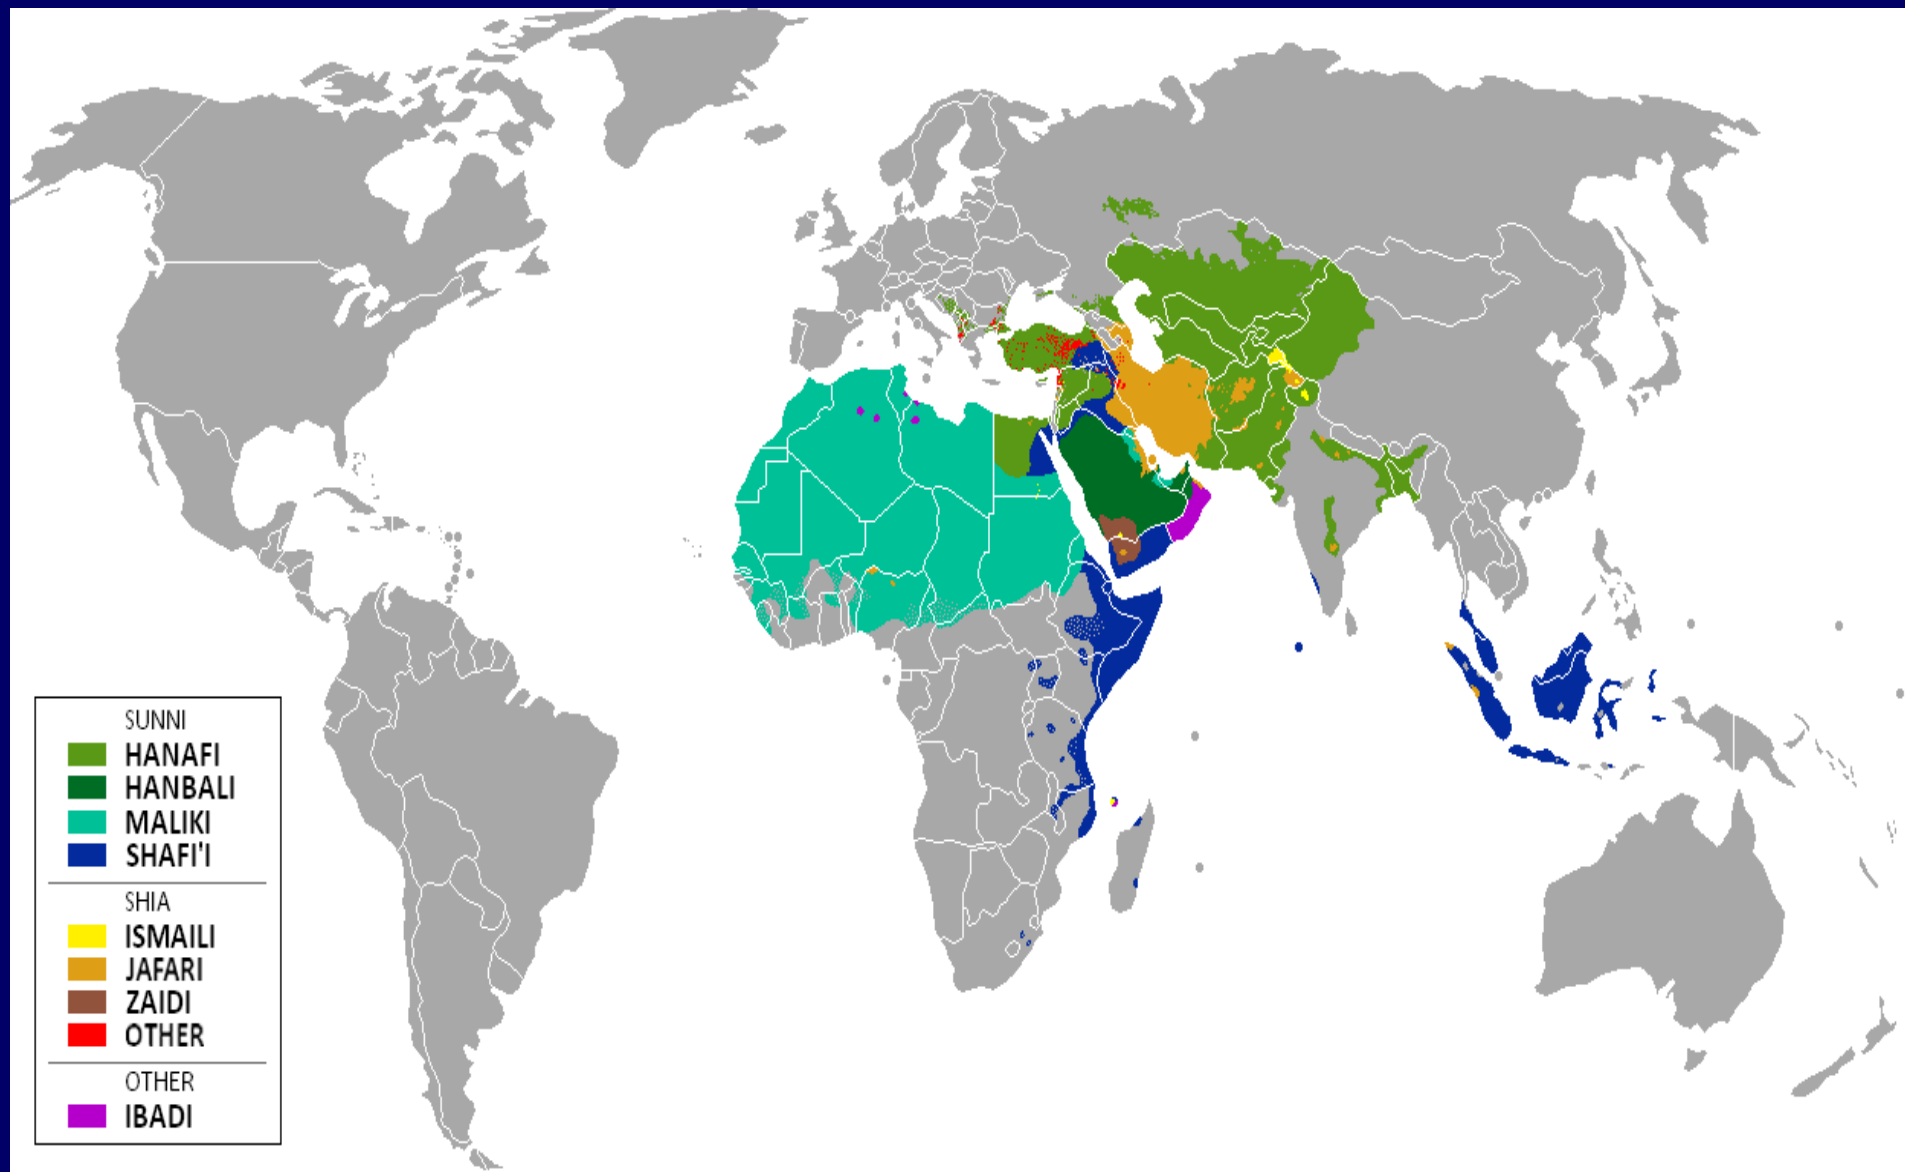 SUNNI
HANAFI
HANBALI
MALIKI
SHAFI'I
SHIA
ISMAILI
JAFARI
ZAIDI
OTHER
OTHER
IBADI